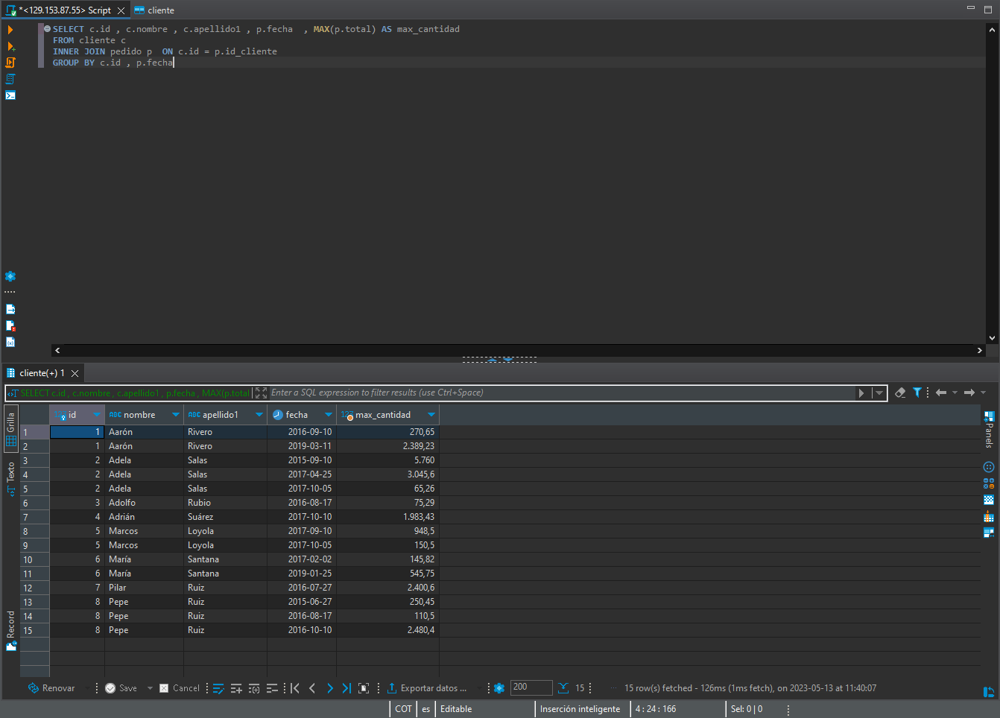 *<129.153.87.55> Script
cliente
SELECT c.id , c.nombre , c.apellido1 , p.fecha  , MAX(p.total) AS max_cantidad
FROM cliente c
INNER JOIN pedido p  ON c.id = p.id_cliente
GROUP BY c.id , p.fecha
cliente(+) 1
SELECT c.id , c.nombre , c.apellido1 , p.fecha , MAX(p.total
Enter a SQL expression to filter results (use Ctrl+Space)
Grilla
Texto
Record
Panels
id nombre apellido1 fecha max_cantidad
1 1 Aarón Rivero 2016-09-10 270,65
2 1 Aarón Rivero 2019-03-11 2.389,23
3 2 Adela Salas 2015-09-10 5.760
4 2 Adela Salas 2017-04-25 3.045,6
5 2 Adela Salas 2017-10-05 65,26
6 3 Adolfo Rubio 2016-08-17 75,29
7 4 Adrián Suárez 2017-10-10 1.983,43
8 5 Marcos Loyola 2017-09-10 948,5
9 5 Marcos Loyola 2017-10-05 150,5
10 6 María Santana 2017-02-02 145,82
11 6 María Santana 2019-01-25 545,75
12 7 Pilar Ruiz 2016-07-27 2.400,6
13 8 Pepe Ruiz 2015-06-27 250,45
14 8 Pepe Ruiz 2016-08-17 110,5
15 8 Pepe Ruiz 2016-10-10 2.480,4
Renovar Save Cancel Exportar datos ... 200 15 15 row(s) fetched - 126ms (1ms fetch), on 2023-05-13 at 11:40:07
COT es Editable Inserción inteligente 4 : 24 : 166 Sel: 0 | 0